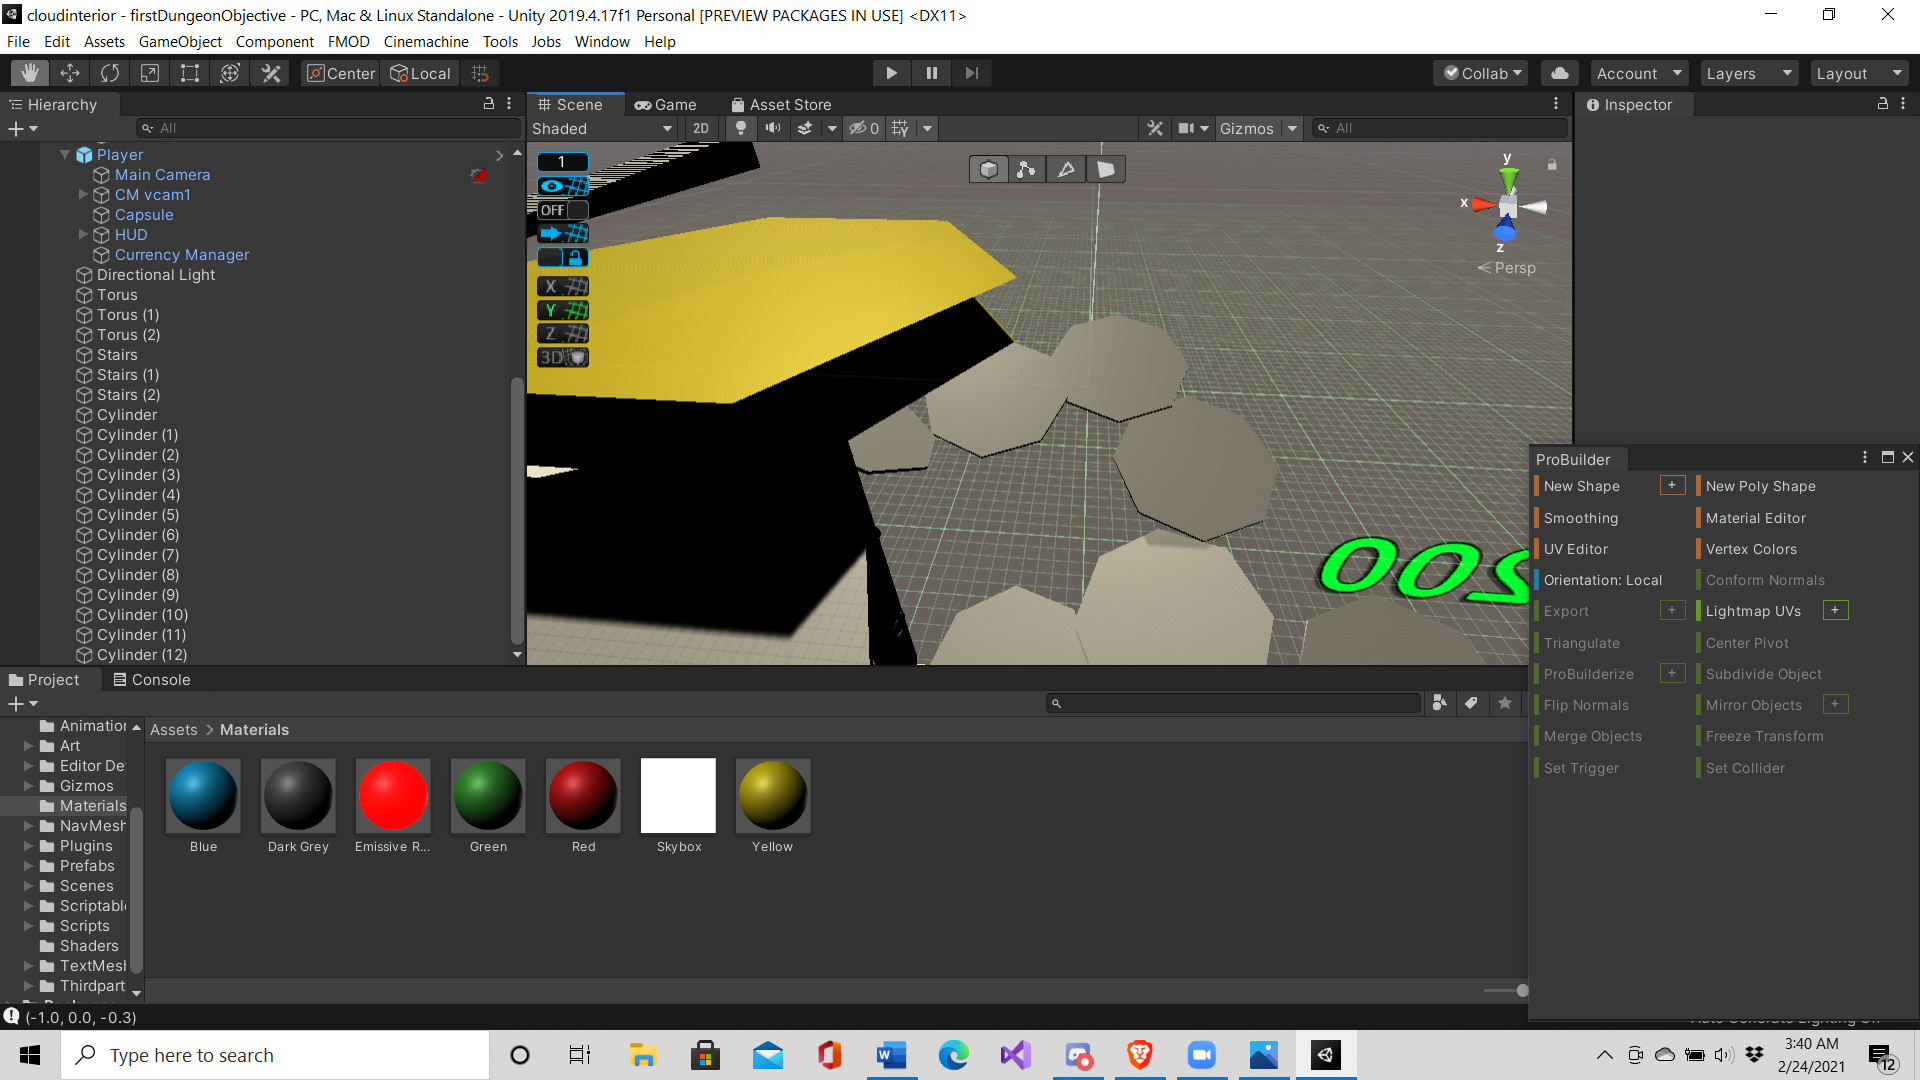 cloudinterior - firstDungeonObjective - PC, Mac & Linux Standalone - Unity 2019.4.17f1 Personal [PREVIEW PACKAGES IN USE] <DX11>
File Edit Assets GameObject Component FMOD Cinemachine Tools Jobs Window Help
Center Local Collab Account Layers Layout
Hierarchy
All
Player
Main Camera
CM vcam1
Capsule
HUD
Currency Manager
Directional Light
Torus
Torus (1)
Torus (2)
Stairs
Stairs (1)
Stairs (2)
Cylinder
Cylinder (1)
Cylinder (2)
Cylinder (3)
Cylinder (4)
Cylinder (5)
Cylinder (6)
Cylinder (7)
Cylinder (8)
Cylinder (9)
Cylinder (10)
Cylinder (11)
Cylinder (12)
Scene Game Asset Store
Shaded 2D 0 Gizmos All
1
OFF
X
Y
Z
3D
y
x
z
Persp
200
Inspector
ProBuilder
New Shape + New Poly Shape
Smoothing Material Editor
UV Editor Vertex Colors
Orientation: Local Conform Normals
Export + Lightmap UVs +
Triangulate Center Pivot
ProBuilderize + Subdivide Object
Flip Normals Mirror Objects +
Merge Objects Freeze Transform
Set Trigger Set Collider
Project Console
Animation
Art
Editor De
Gizmos
Materials
NavMesh
Plugins
Prefabs
Scenes
Scriptable
Scripts
Shaders
TextMesh
Thirdpart
Assets > Materials
Blue Dark Grey Emissive R... Green Red Skybox Yellow
(-1.0, 0.0, -0.3)
Type here to search
3:40 AM
2/24/2021
12